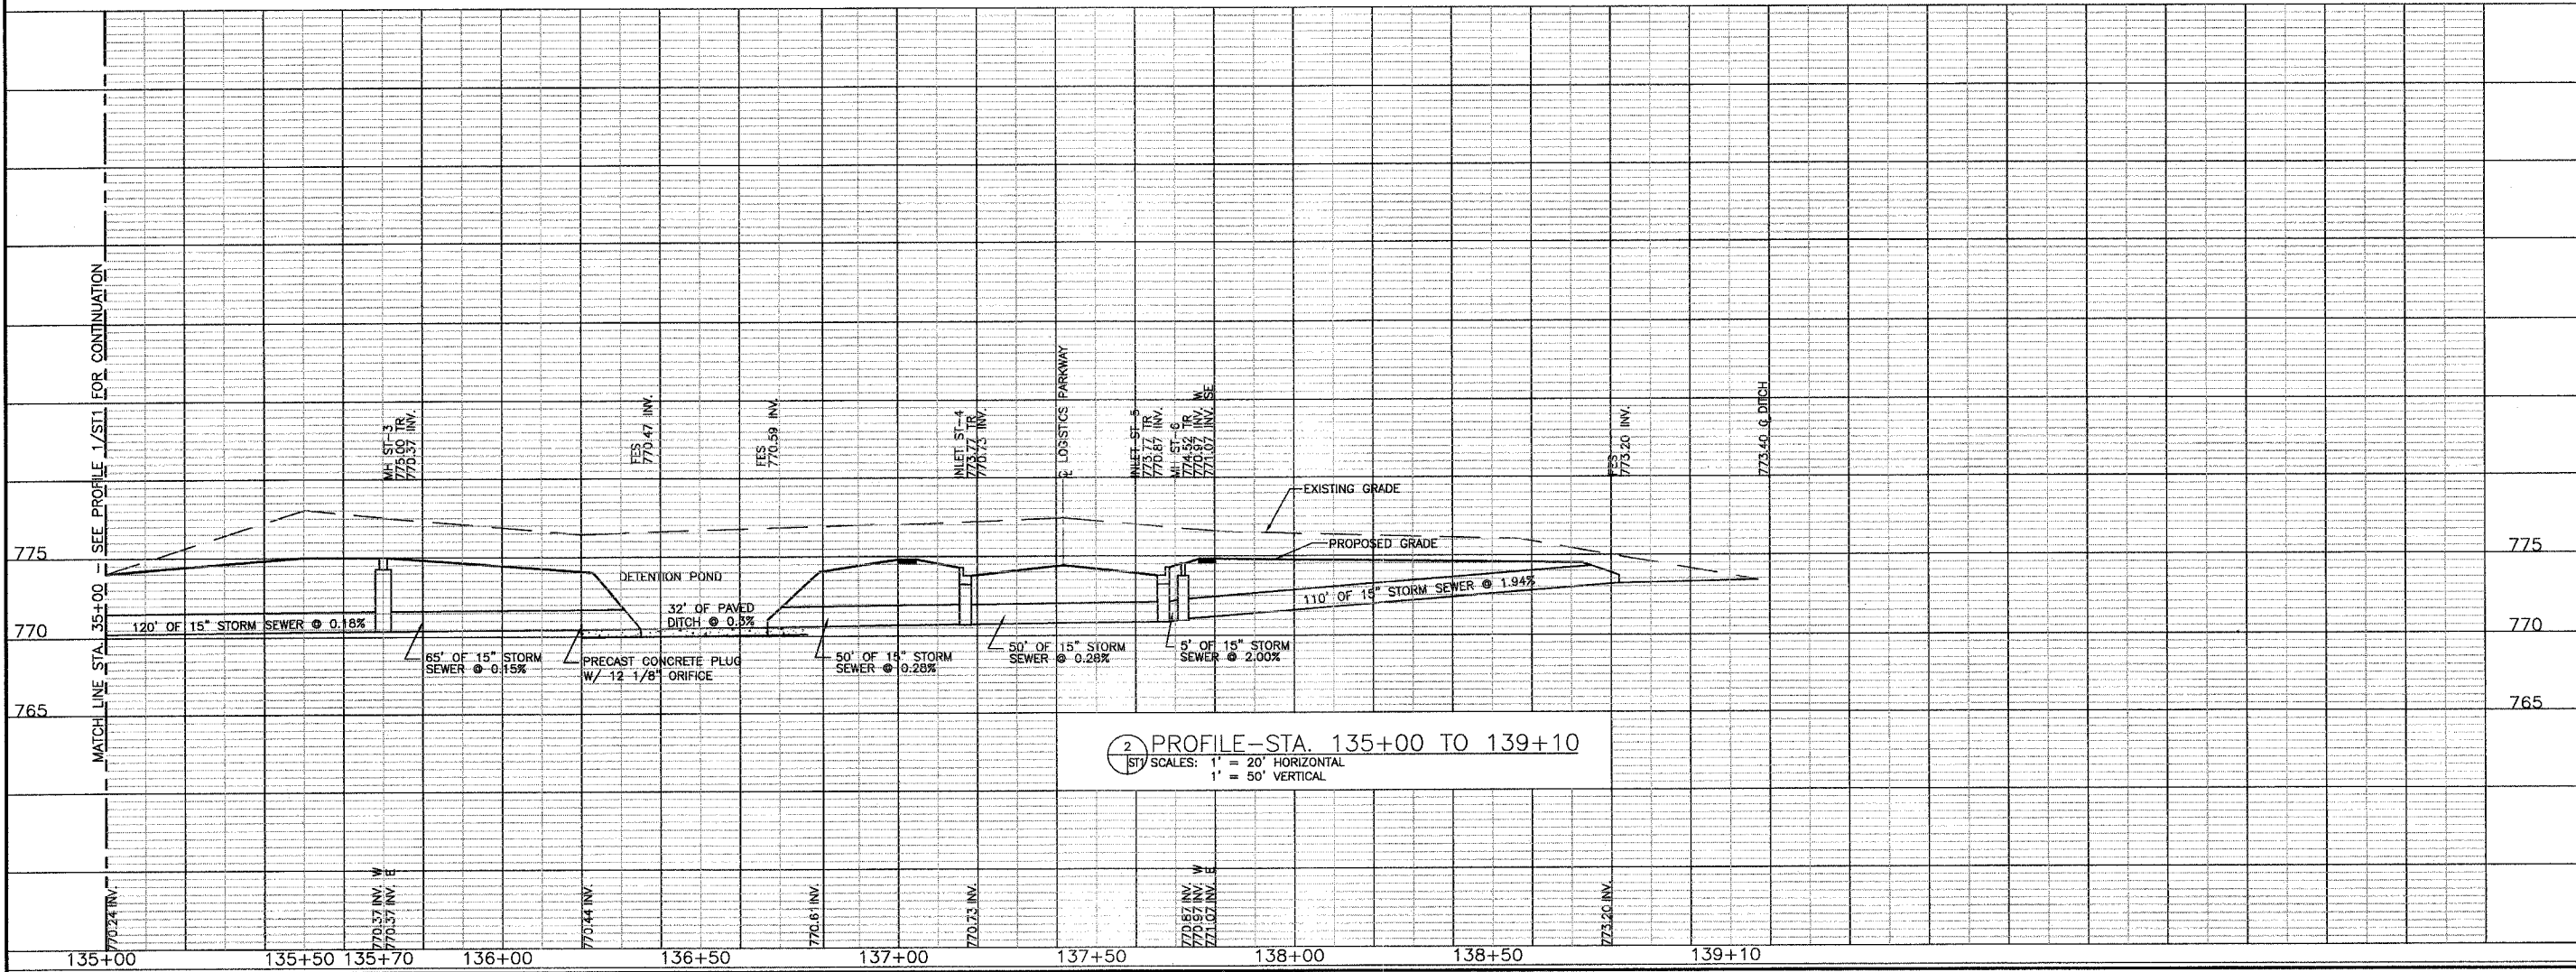 MATCH LINE STA. 35+00 - SEE PROFILE 1/ST1 FOR CONTINUATION
MH ST-3
775.00 TR
770.37 INV.
FES
770.47 INV.
FES
770.59 INV.
INLET ST-4
773.77 TR
770.73 INV.
℄ LOGISTICS PARKWAY
INLET ST-5
773.77 TR
770.87 INV.
MH ST-6
774.52 TR
770.97 INV. W
771.07 INV. SE
FES
773.20 INV.
773.40 ℄ DITCH
EXISTING GRADE
PROPOSED GRADE
775
775
DETENTION POND
32' OF PAVED
DITCH @ 0.3%
120' OF 15" STORM SEWER @ 0.18%
110' OF 15" STORM SEWER @ 1.94%
770
770
65' OF 15" STORM
SEWER @ 0.15%
PRECAST CONCRETE PLUG
W/ 12 1/8" ORIFICE
50' OF 15" STORM
SEWER @ 0.28%
50' OF 15" STORM
SEWER @ 0.28%
5' OF 15" STORM
SEWER @ 2.00%
765
765
2
ST1
PROFILE-STA. 135+00 TO 139+10
SCALES: 1' = 20' HORIZONTAL
1' = 50' VERTICAL
770.24 INV.
770.37 INV. W
770.37 INV. E
770.44 INV.
770.61 INV.
770.73 INV.
770.87 INV.
770.97 INV. W
771.07 INV. E
773.20 INV.
135+00
135+50
135+70
136+00
136+50
137+00
137+50
138+00
138+50
139+10